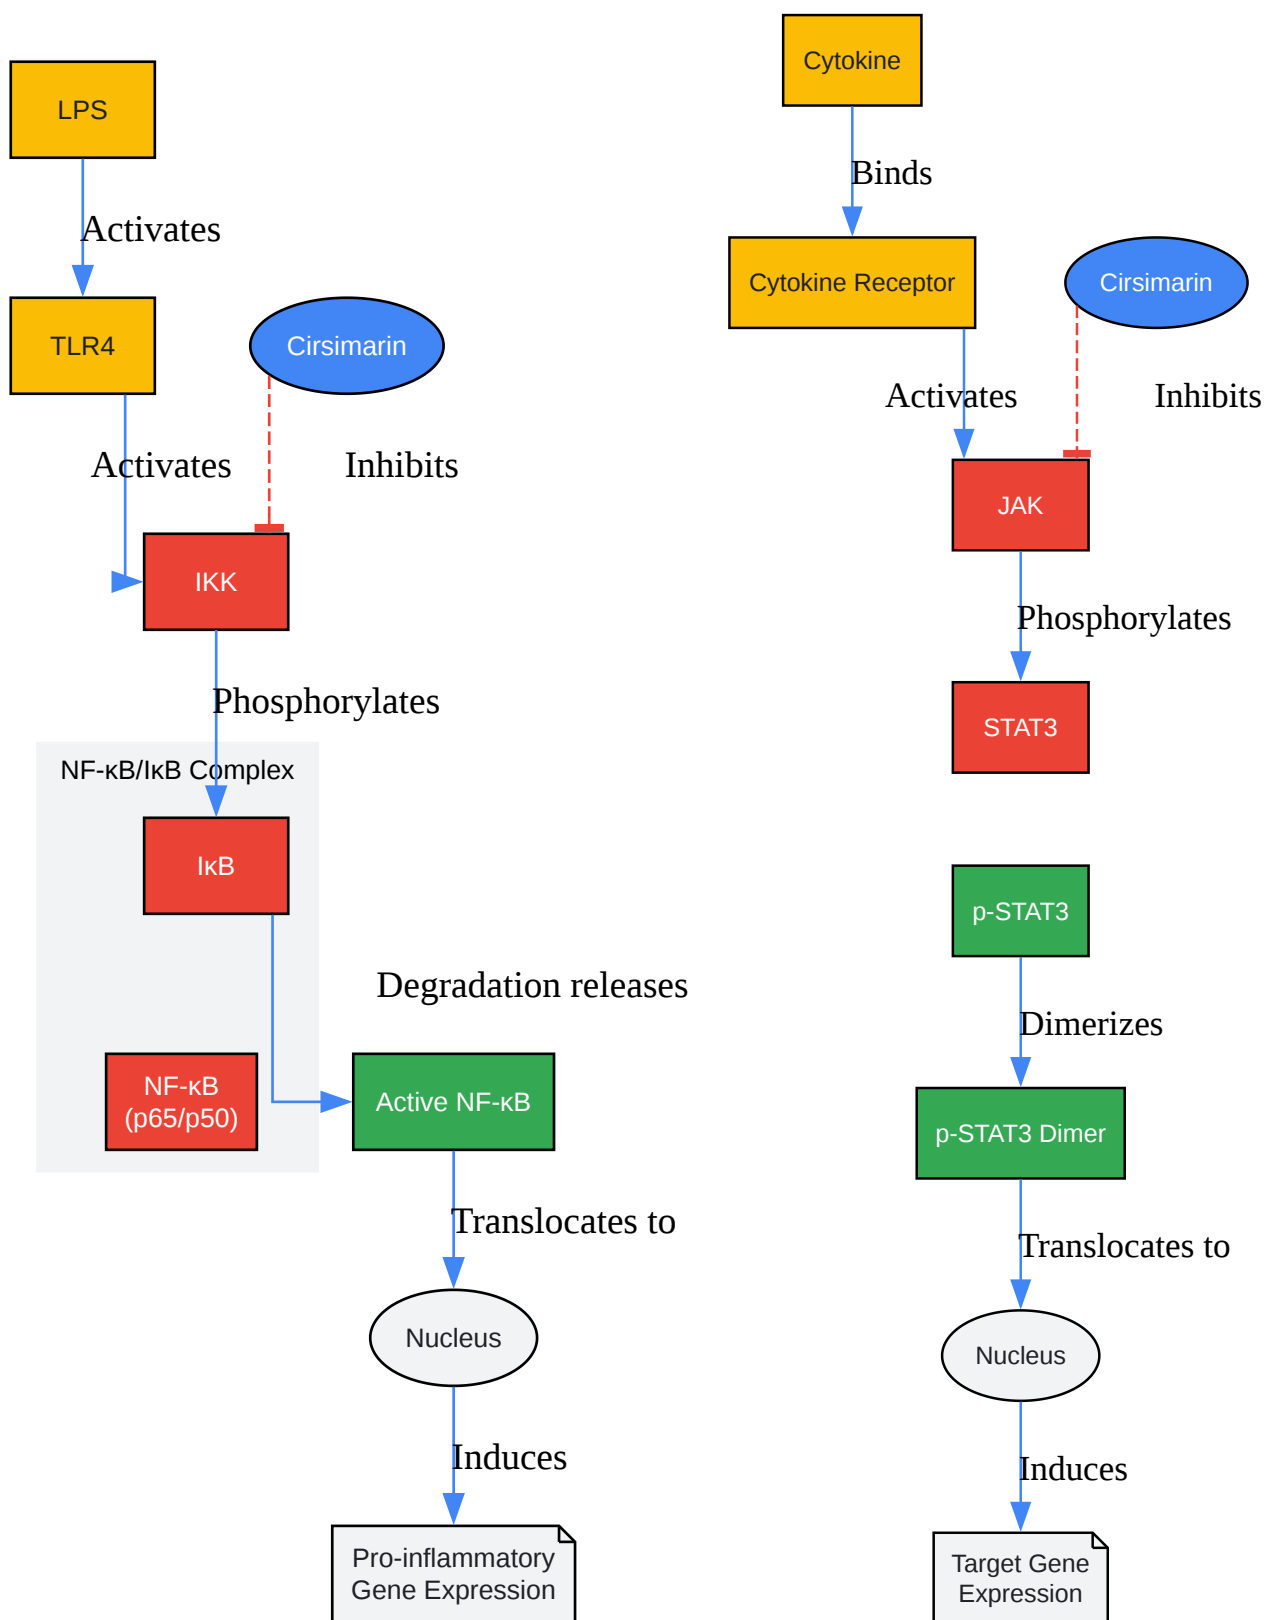 LPS
Activates
TLR4
Cirsimarin
Activates
Inhibits
IKK
Phosphorylates
NF-κB/IκB Complex
IκB
Degradation releases
NF-κB
(p65/p50)
Active NF-κB
Translocates to
Nucleus
Induces
Pro-inflammatory
Gene Expression
Cytokine
Binds
Cytokine Receptor
Cirsimarin
Activates
Inhibits
JAK
Phosphorylates
STAT3
p-STAT3
Dimerizes
p-STAT3 Dimer
Translocates to
Nucleus
Induces
Target Gene
Expression